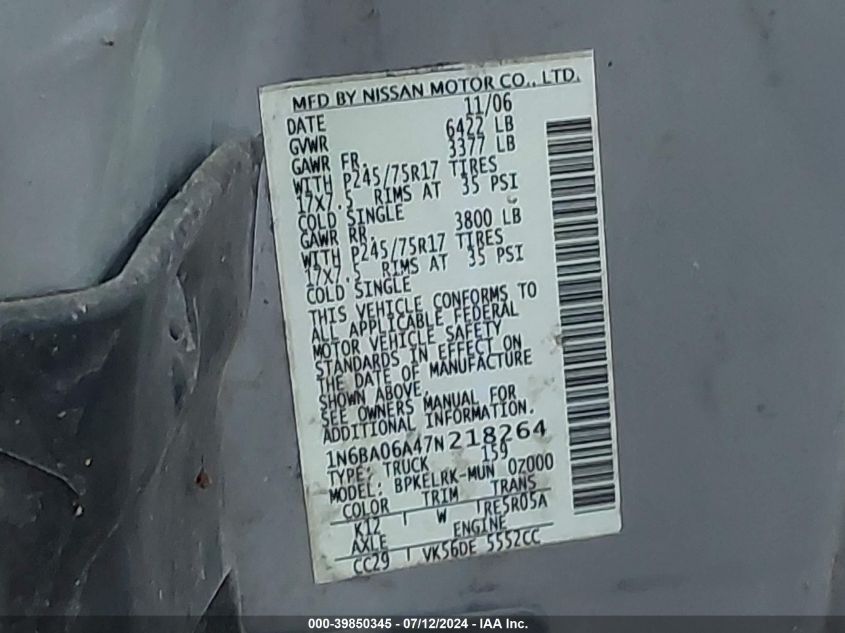 MFD BY NISSAN MOTOR CO., LTD.
DATE 11/06
GVWR 6422 LB
GAWR FR. 3377 LB
WITH P245/75R17 TIRES
17X7.5 RIMS AT 35 PSI
COLD SINGLE
GAWR RR. 3800 LB
WITH P245/75R17 TIRES
17X7.5 RIMS AT 35 PSI
COLD SINGLE
THIS VEHICLE CONFORMS TO
ALL APPLICABLE FEDERAL
MOTOR VEHICLE SAFETY
STANDARDS IN EFFECT ON
THE DATE OF MANUFACTURE
SHOWN ABOVE.
SEE OWNERS MANUAL FOR
ADDITIONAL INFORMATION.
1N6BA06A47N218264
TYPE: TRUCK 159
MODEL: BPKELRK-MUN 0Z000
COLOR TRIM TRANS
K12 W RE5R05A
AXLE ENGINE
CC29 VK56DE 5552CC
000-39850345 - 07/12/2024 - IAA Inc.